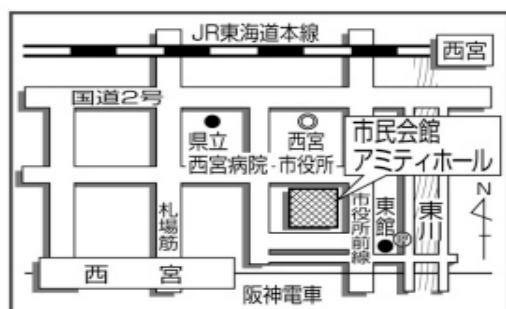 JR東海道本線
西宮
国道2号
県立
西宮病院
西宮
市役所
市民会館
アミティホール
札場筋
市役所前線
東館
東川
N
西宮
阪神電車